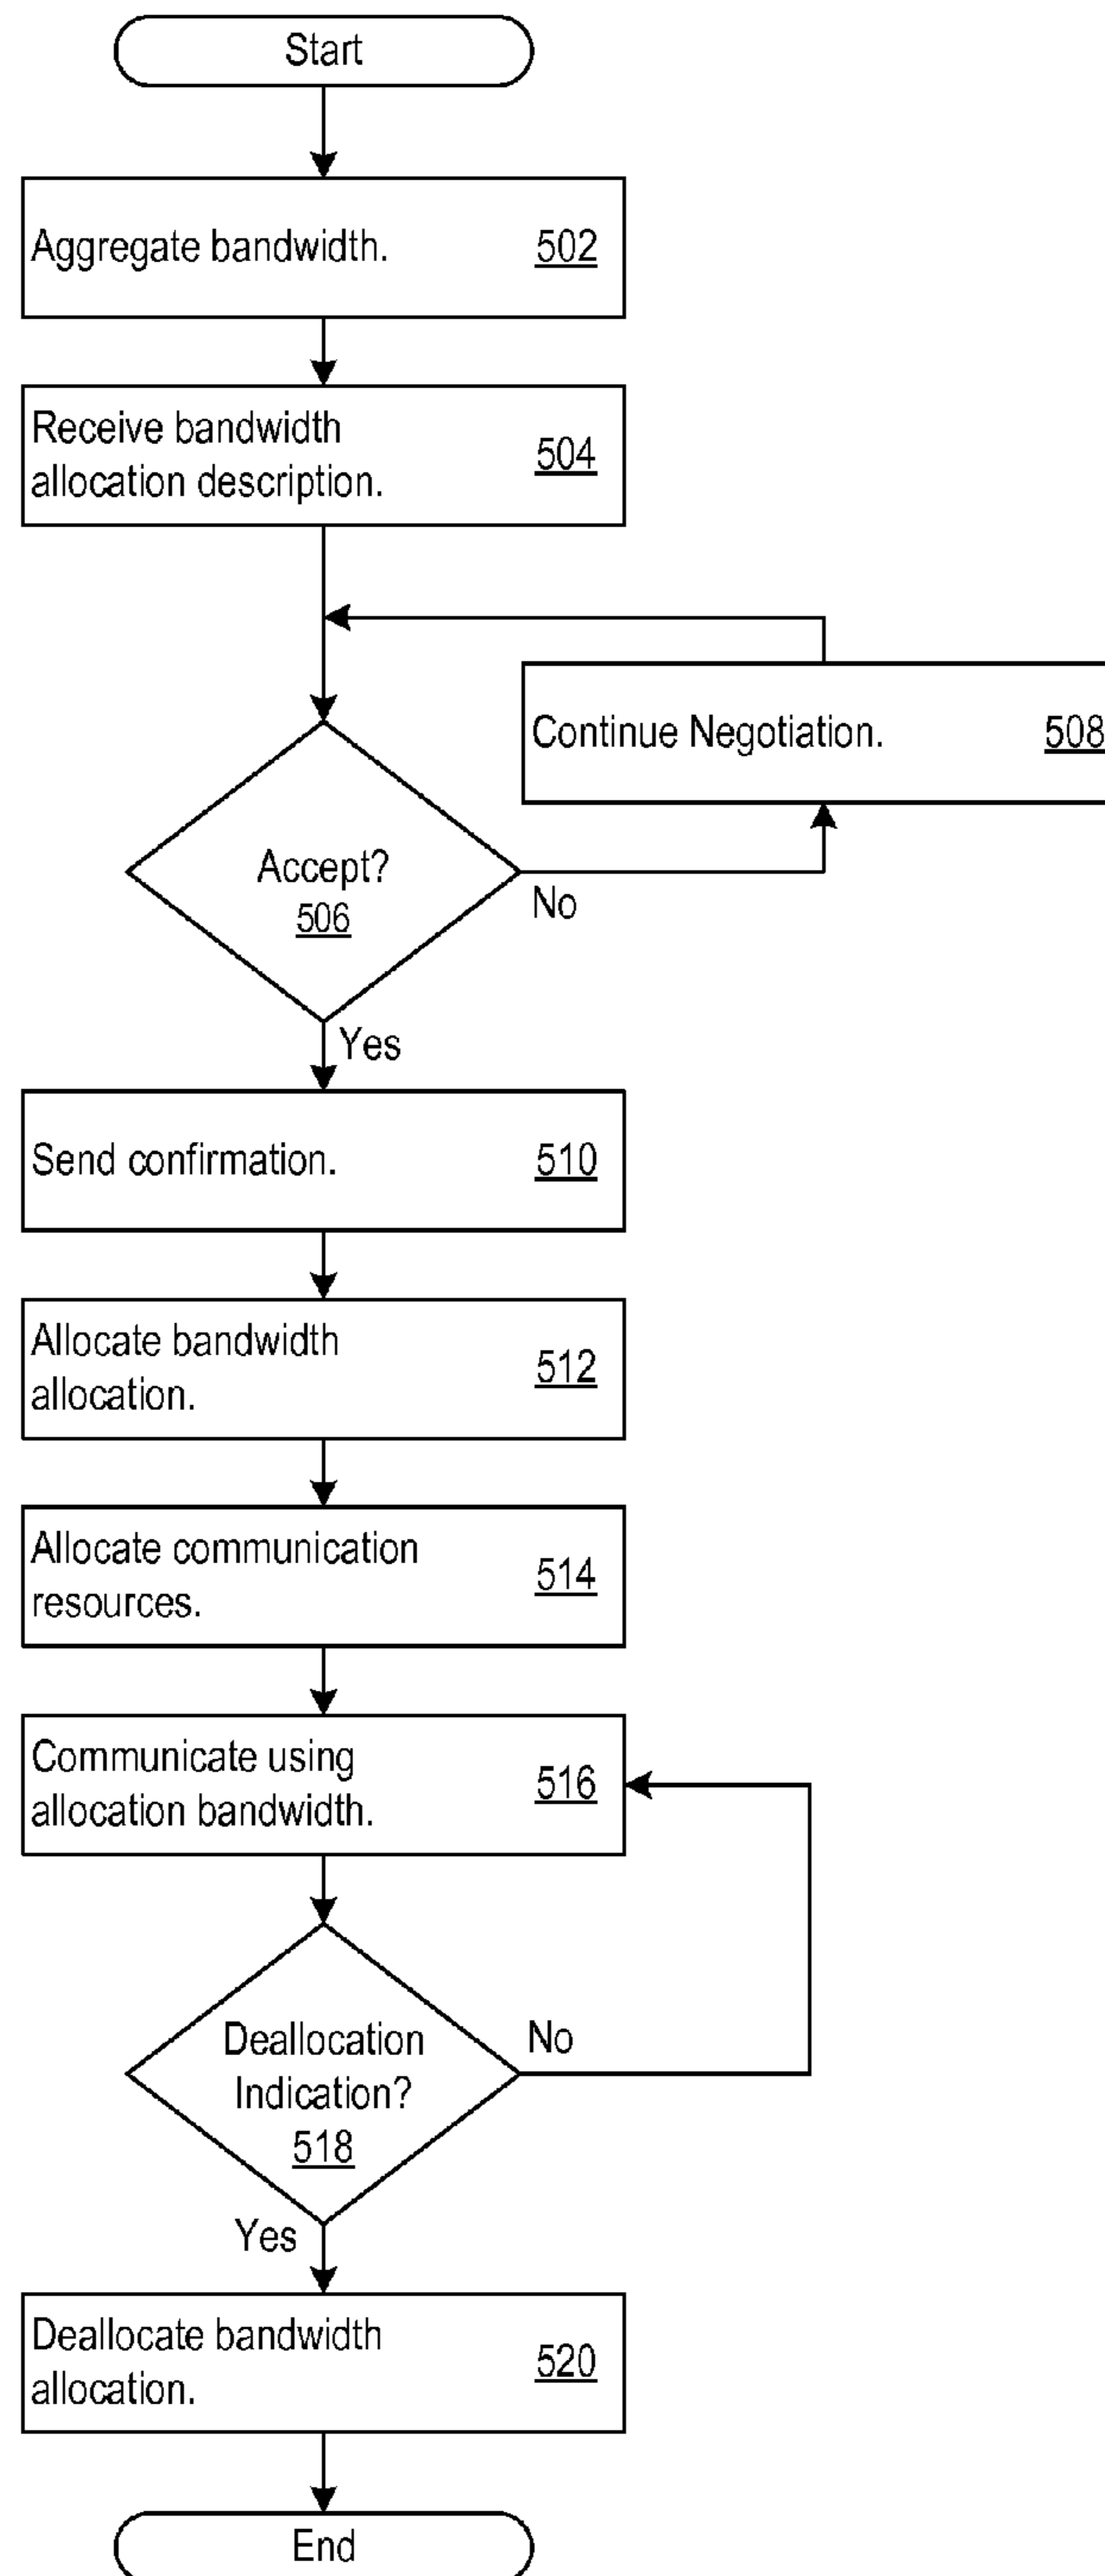 Start
Aggregate bandwidth. 502
Receive bandwidth
allocation description. 504
Continue Negotiation. 508
Accept?
506
No
Yes
Send confirmation. 510
Allocate bandwidth
allocation. 512
Allocate communication
resources. 514
Communicate using
allocation bandwidth. 516
Deallocation
Indication?
518
No
Yes
Deallocate bandwidth
allocation. 520
End